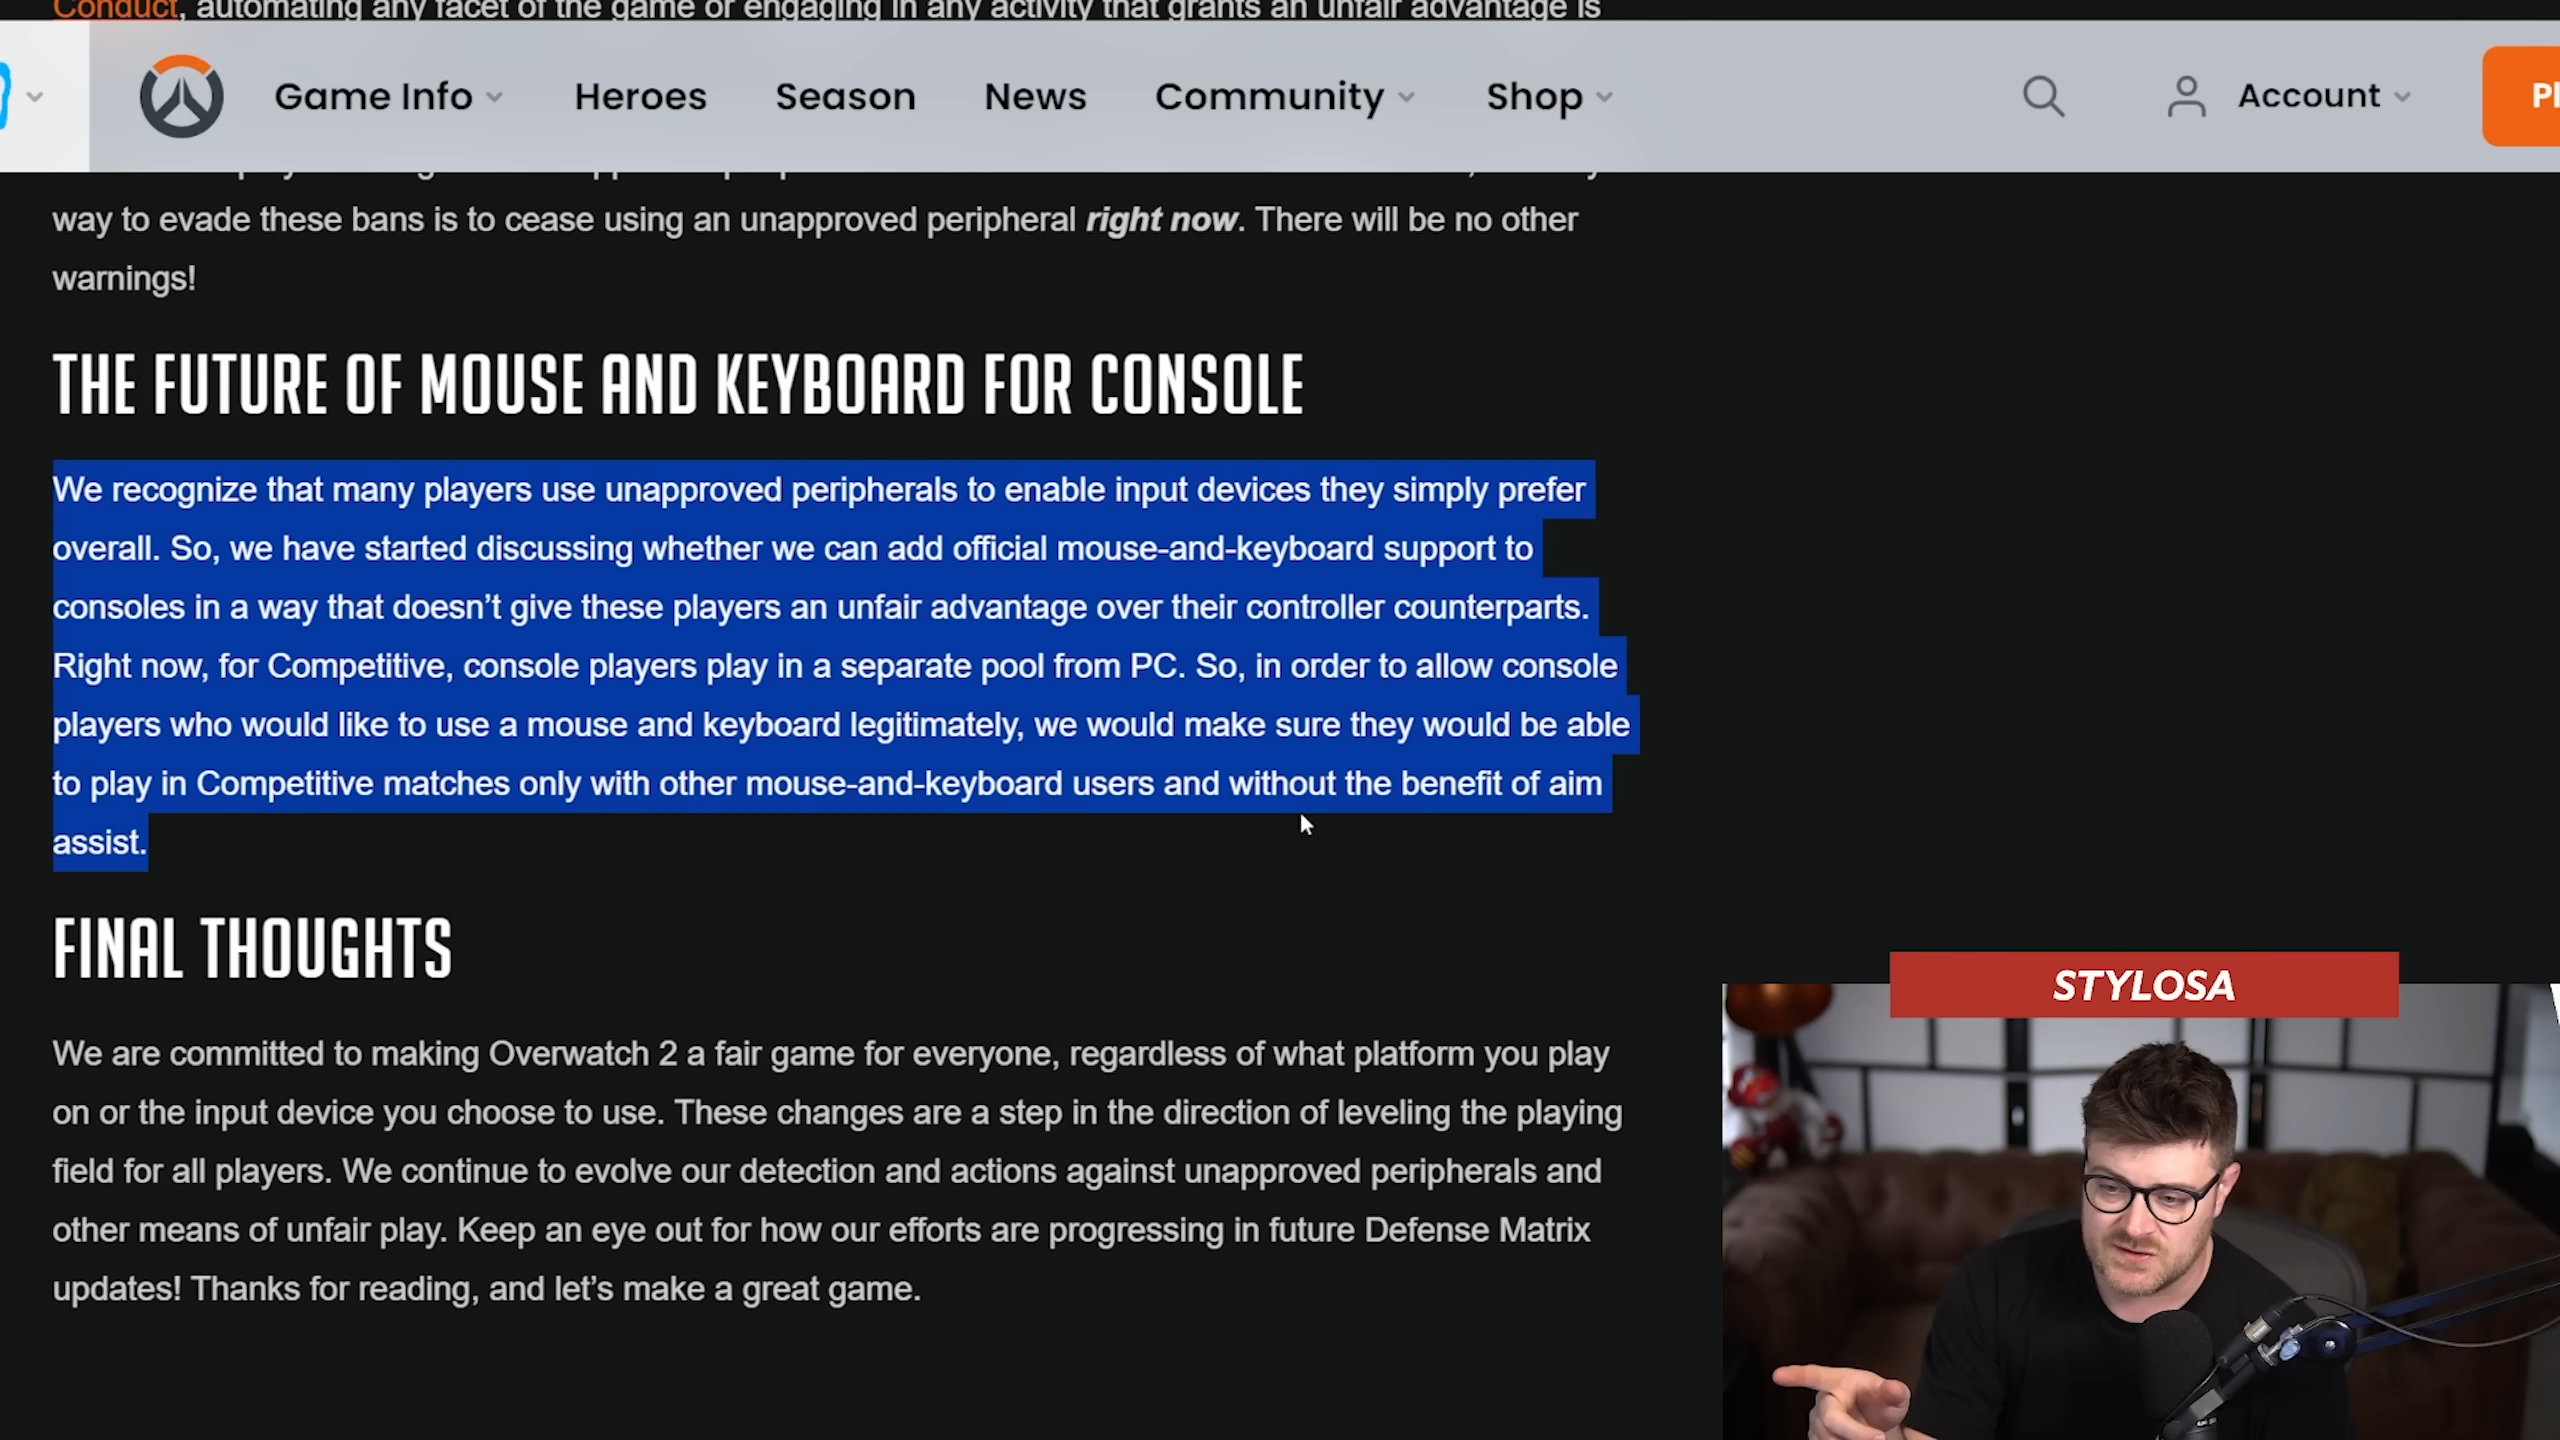 Conduct, automating any facet of the game or engaging in any activity that grants an unfair advantage is
Game Info
Heroes
Season
News
Community
Shop
Account
Pl
way to evade these bans is to cease using an unapproved peripheral right now. There will be no other
warnings!
THE FUTURE OF MOUSE AND KEYBOARD FOR CONSOLE
We recognize that many players use unapproved peripherals to enable input devices they simply prefer
overall. So, we have started discussing whether we can add official mouse-and-keyboard support to
consoles in a way that doesn’t give these players an unfair advantage over their controller counterparts.
Right now, for Competitive, console players play in a separate pool from PC. So, in order to allow console
players who would like to use a mouse and keyboard legitimately, we would make sure they would be able
to play in Competitive matches only with other mouse-and-keyboard users and without the benefit of aim
assist.
FINAL THOUGHTS
We are committed to making Overwatch 2 a fair game for everyone, regardless of what platform you play
on or the input device you choose to use. These changes are a step in the direction of leveling the playing
field for all players. We continue to evolve our detection and actions against unapproved peripherals and
other means of unfair play. Keep an eye out for how our efforts are progressing in future Defense Matrix
updates! Thanks for reading, and let’s make a great game.
STYLOSA